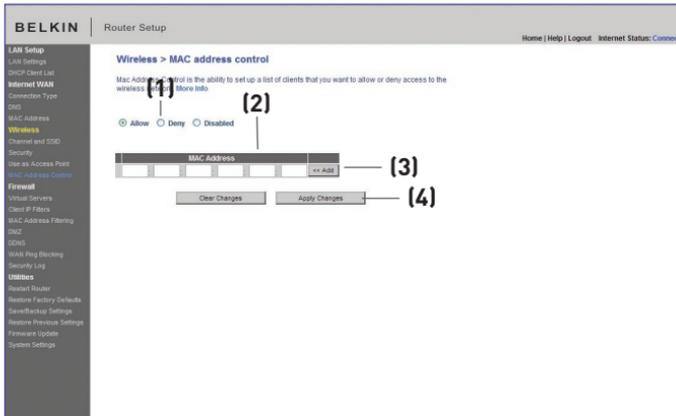 BELKIN Router Setup
Home | Help | Logout Internet Status: Connec
LAN Setup
LAN Settings
DHCP Client List
Internet WAN
Connection Type
DNS
MAC Address
Wireless
Channel and SSID
Security
Use as Access Point
MAC Address Control
Firewall
Virtual Servers
Client IP Filters
MAC Address Filtering
DMZ
DDNS
WAN Ping Blocking
Security Log
Utilities
Restart Router
Restore Factory Defaults
Save/Backup Settings
Restore Previous Settings
Firmware Update
System Settings
Wireless > MAC address control
Mac Address Control is the ability to set up a list of clients that you want to allow or deny access to the
wireless network. More Info
(1)
(2)
Allow Deny Disabled
MAC Address
<< Add
(3)
Clear Changes Apply Changes
(4)